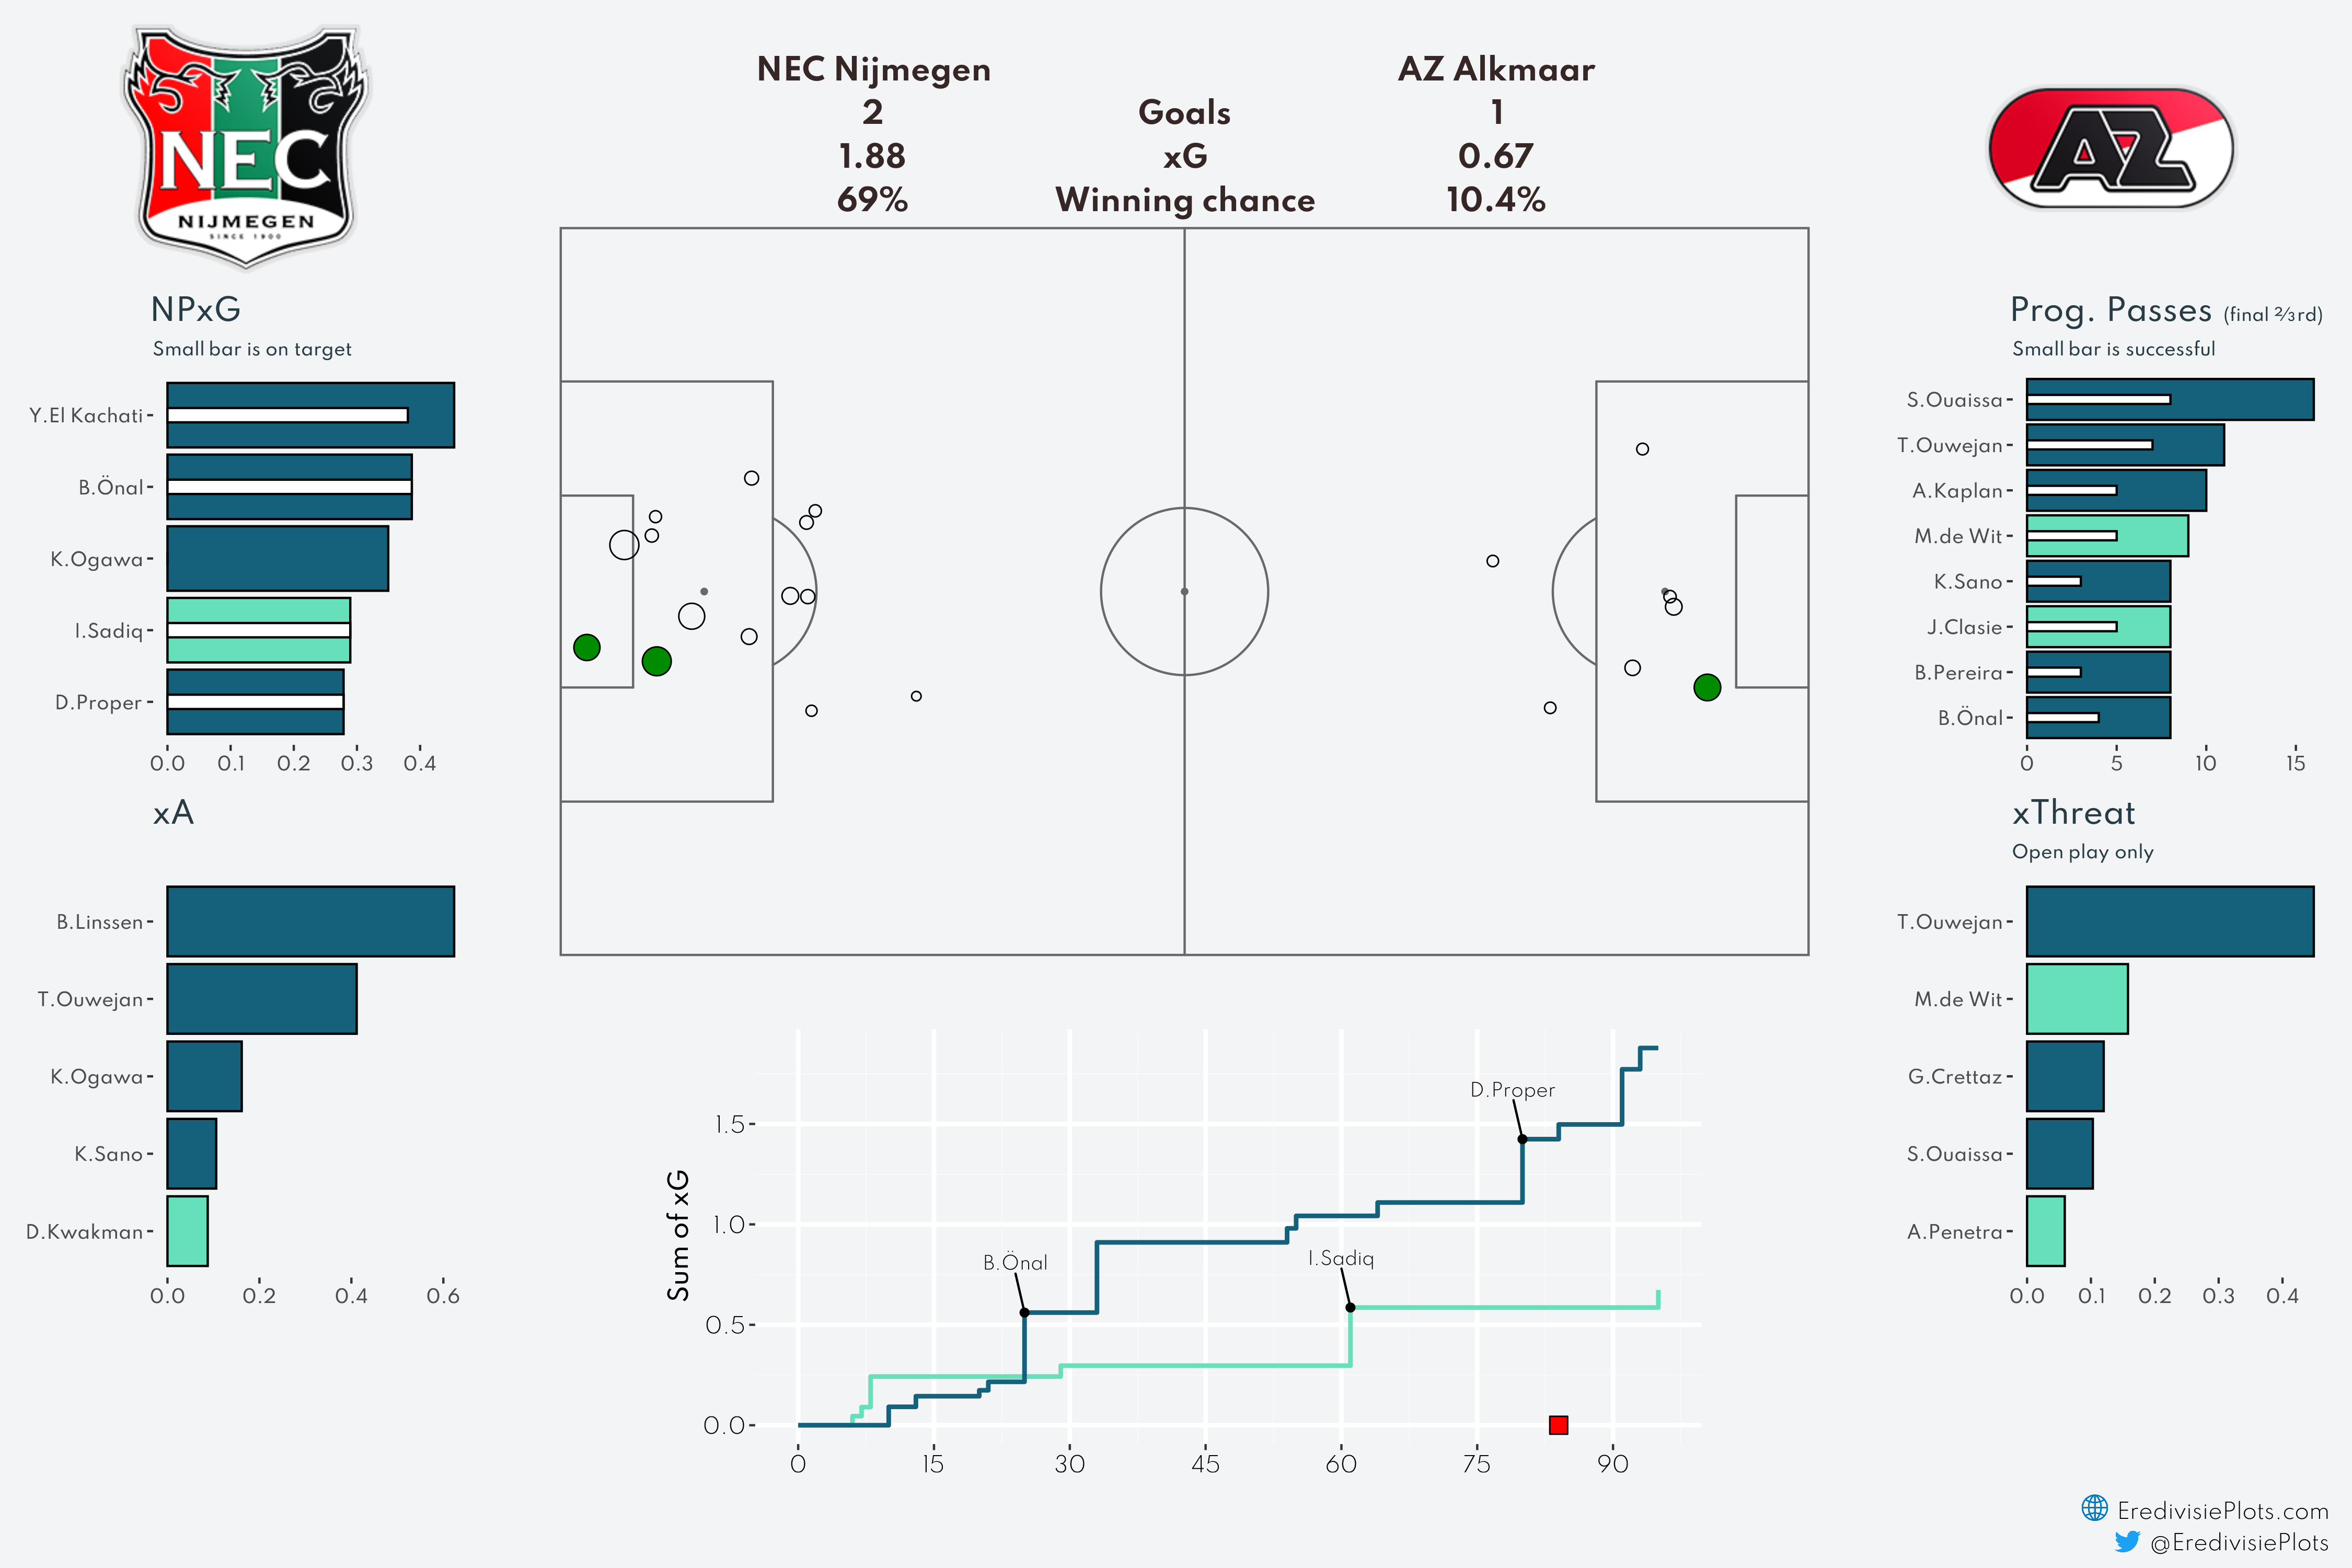 NEC
NIJMEGEN
SINCE 1900
NEC Nijmegen AZ Alkmaar
2 Goals 1
1.88 xG 0.67
69% Winning chance 10.4%
AZ
NPxG
Small bar is on target
Y.El Kachati
B.Önal
K.Ogawa
I.Sadiq
D.Proper
0.0 0.1 0.2 0.3 0.4
xA
B.Linssen
T.Ouwejan
K.Ogawa
K.Sano
D.Kwakman
0.0 0.2 0.4 0.6
Sum of xG
1.5
1.0
0.5
0.0
B.Önal
I.Sadiq
D.Proper
0 15 30 45 60 75 90
Prog. Passes (final ⅔rd)
Small bar is successful
S.Ouaissa
T.Ouwejan
A.Kaplan
M.de Wit
K.Sano
J.Clasie
B.Pereira
B.Önal
0 5 10 15
xThreat
Open play only
T.Ouwejan
M.de Wit
G.Crettaz
S.Ouaissa
A.Penetra
0.0 0.1 0.2 0.3 0.4
EredivisiePlots.com
@EredivisiePlots